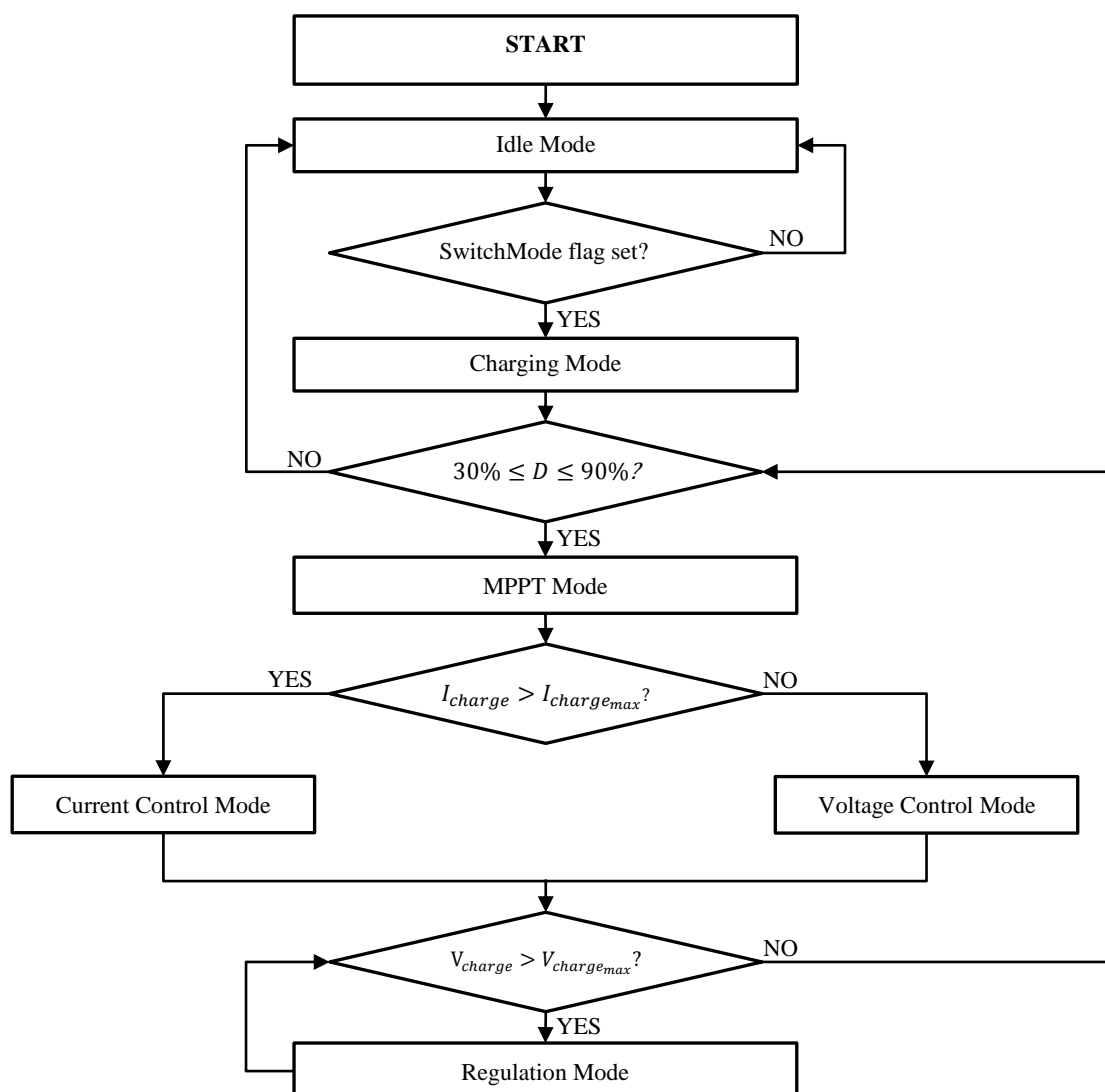 START
Idle Mode
SwitchMode flag set?
NO
YES
Charging Mode
NO
30% ≤ D ≤ 90%?
YES
MPPT Mode
YES
I_charge > I_charge_max?
NO
Current Control Mode
Voltage Control Mode
V_charge > V_charge_max?
NO
YES
Regulation Mode